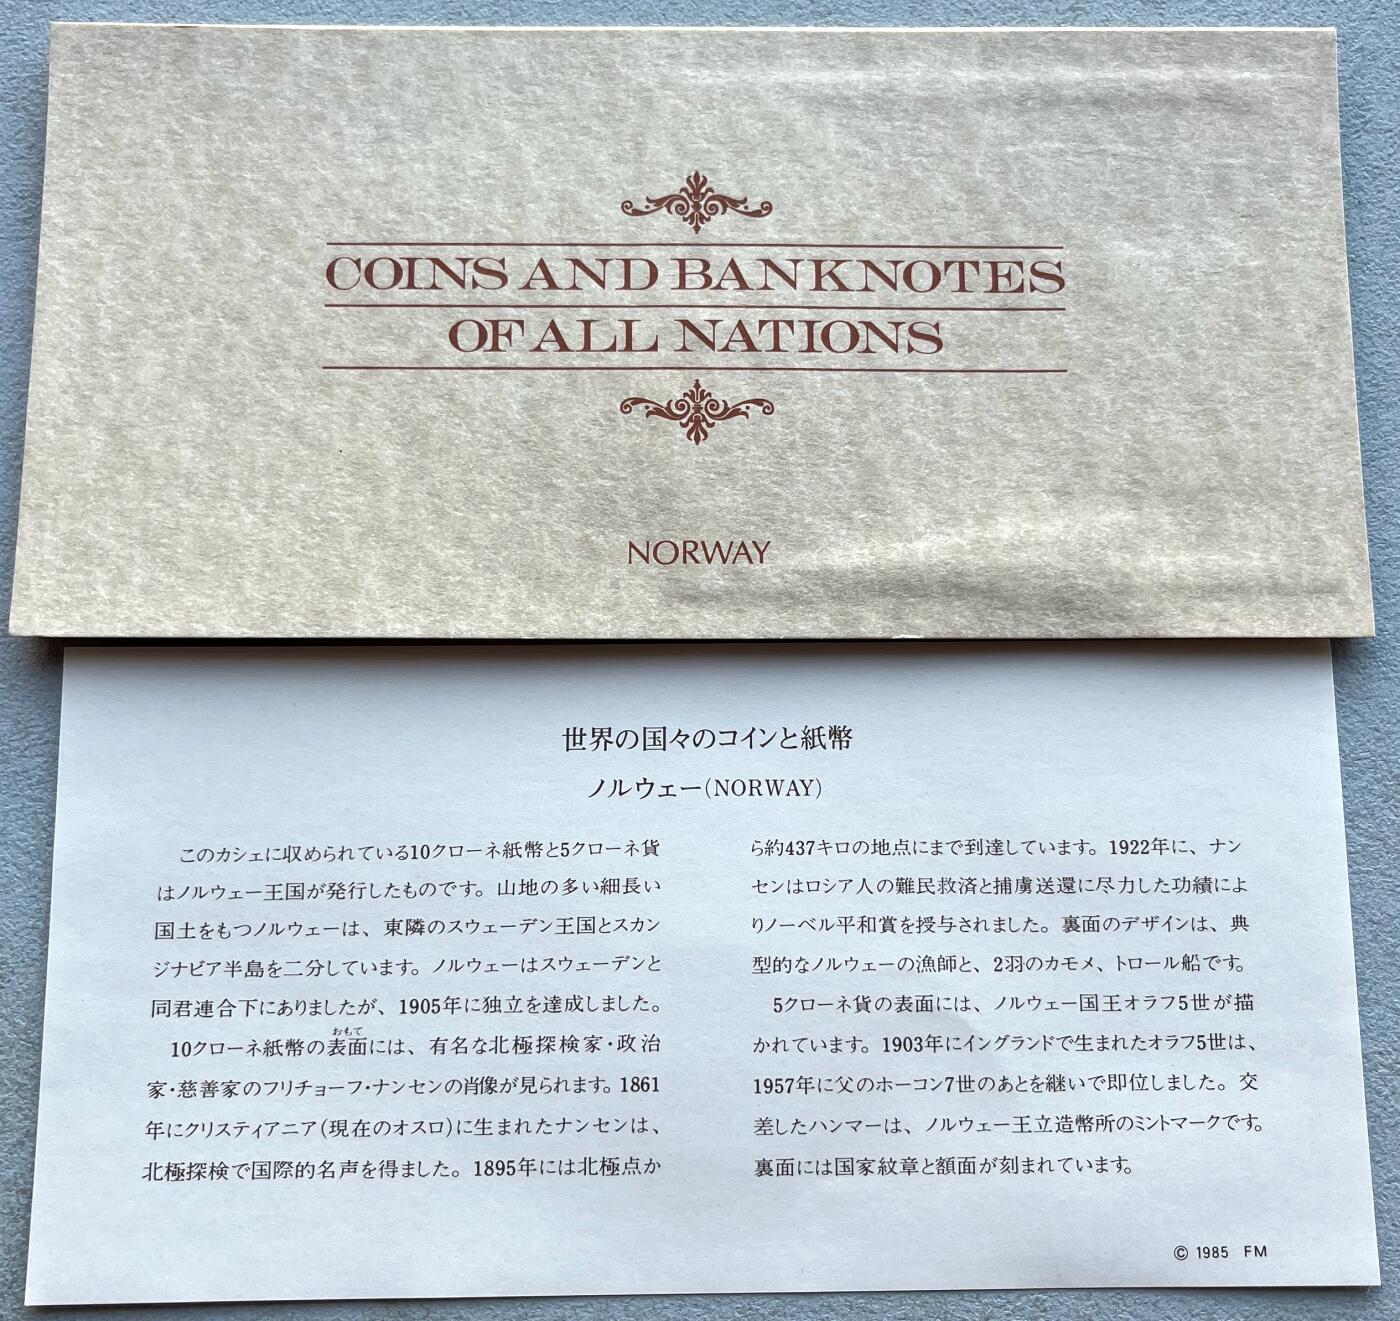 COINS AND BANKNOTES
OF ALL NATIONS
NORWAY
世界の国々のコインと紙幣
ノルウェー(NORWAY)
このカシェに収められている10クローネ紙幣と5クローネ貨
はノルウェー王国が発行したものです。山地の多い細長い
国土をもつノルウェーは、東隣のスウェーデン王国とスカン
ジナビア半島を二分しています。ノルウェーはスウェーデンと
同君連合下にありましたが、1905年に独立を達成しました。
おもて
10クローネ紙幣の表面には、有名な北極探検家・政治
家・慈善家のフリチョーフ・ナンセンの肖像が見られます。1861
年にクリスティアニア(現在のオスロ)に生まれたナンセンは、
北極探検で国際的名声を得ました。1895年には北極点か
ら約437キロの地点にまで到達しています。1922年に、ナン
センはロシア人の難民救済と捕虜送還に尽力した功績によ
りノーベル平和賞を授与されました。裏面のデザインは、典
型的なノルウェーの漁師と、2羽のカモメ、トロール船です。
5クローネ貨の表面には、ノルウェー国王オラフ5世が描
かれています。1903年にイングランドで生まれたオラフ5世は、
1957年に父のホーコン7世のあとを継いで即位しました。交
差したハンマーは、ノルウェー王立造幣所のミントマークです。
裏面には国家紋章と額面が刻まれています。
© 1985 FM